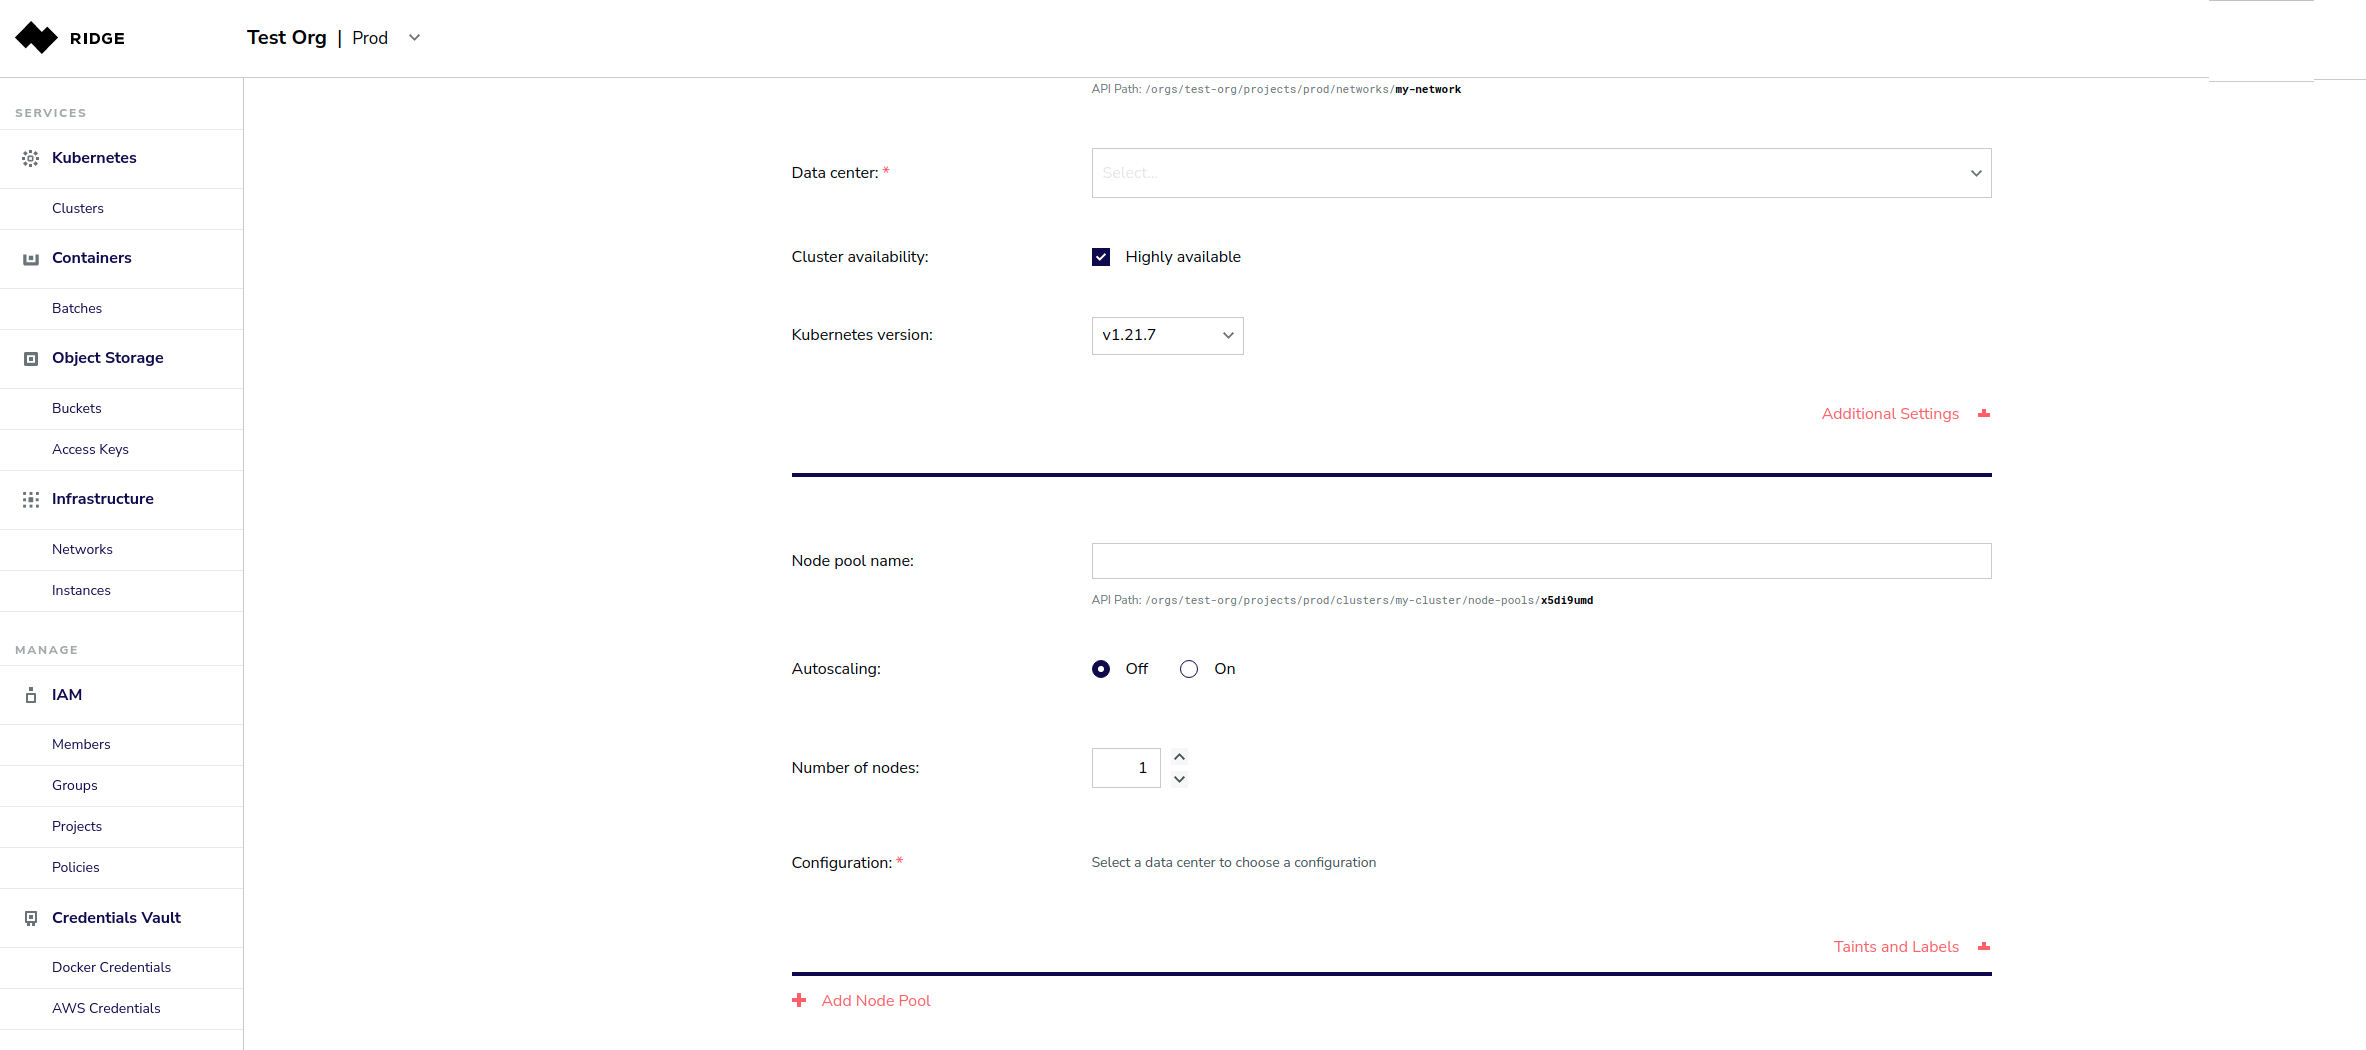 RIDGE
Test Org | Prod
SERVICES
Kubernetes
Clusters
Containers
Batches
Object Storage
Buckets
Access Keys
Infrastructure
Networks
Instances
MANAGE
IAM
Members
Groups
Projects
Policies
Credentials Vault
Docker Credentials
AWS Credentials
API Path: /orgs/test-org/projects/prod/networks/my-network
Data center: *
Select...
Cluster availability:
Highly available
Kubernetes version:
v1.21.7
Additional Settings
Node pool name:
API Path: /orgs/test-org/projects/prod/clusters/my-cluster/node-pools/x5di9umd
Autoscaling:
Off
On
Number of nodes:
1
Configuration: *
Select a data center to choose a configuration
Taints and Labels
Add Node Pool